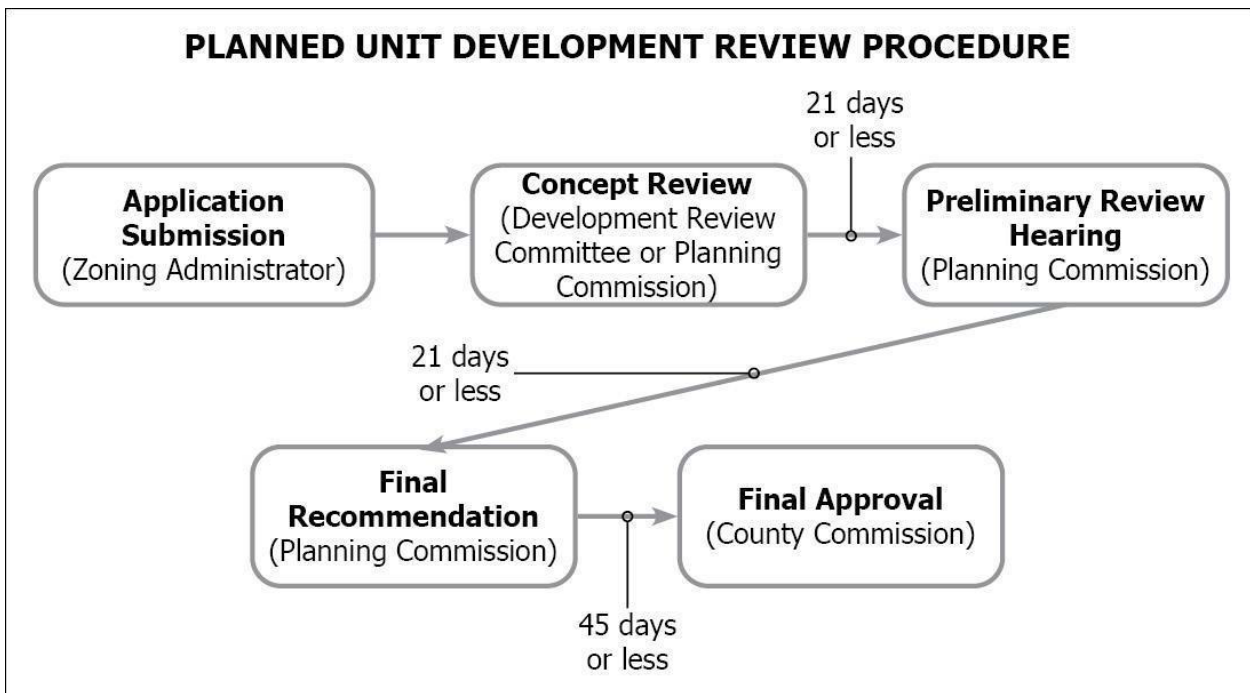 PLANNED UNIT DEVELOPMENT REVIEW PROCEDURE
21 days
or less
Application
Submission
(Zoning Administrator)
Concept Review
(Development Review
Committee or Planning
Commission)
Preliminary Review
Hearing
(Planning Commission)
21 days
or less
Final
Recommendation
(Planning Commission)
Final Approval
(County Commission)
45 days
or less